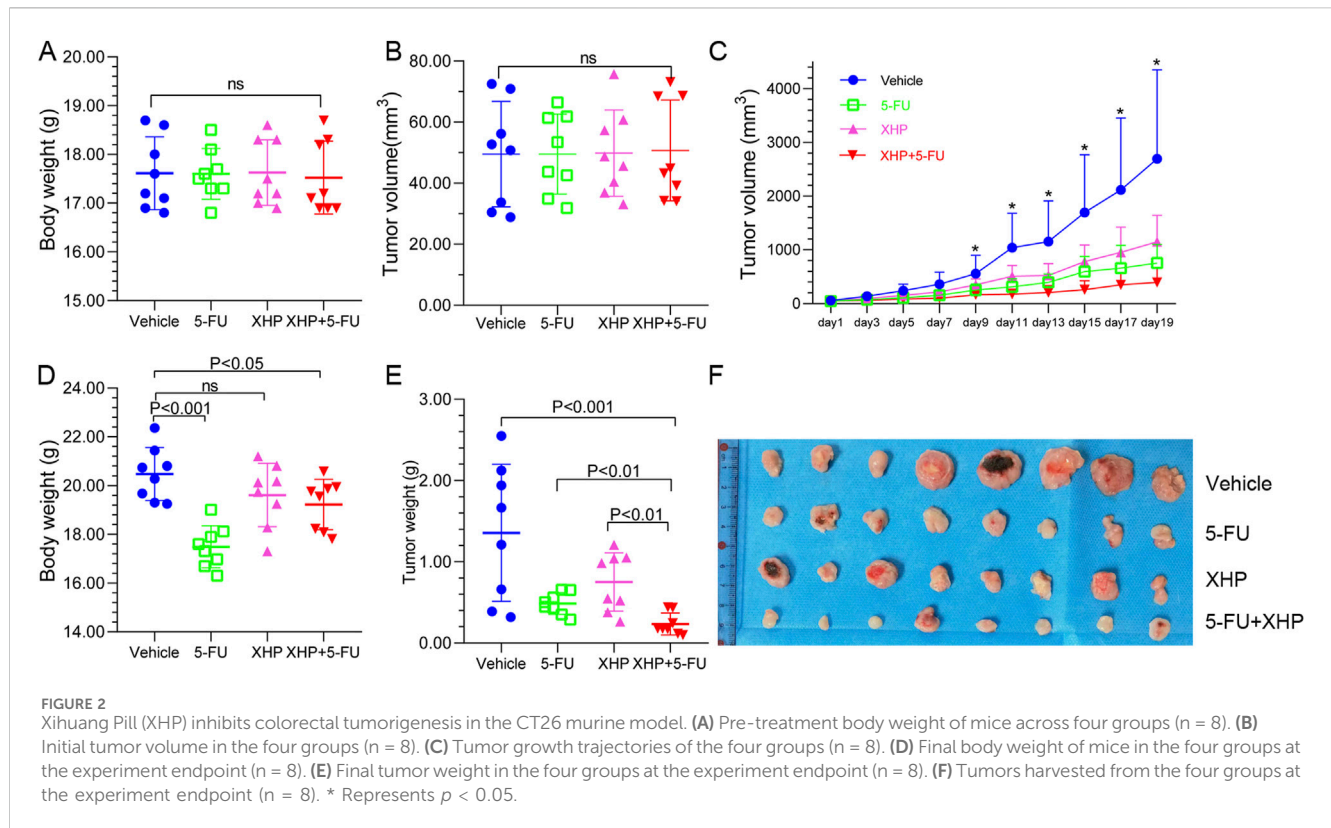 A
Body weight (g)
20.00
19.00
18.00
17.00
16.00
15.00
ns
Vehicle 5-FU XHP XHP+5-FU
B
Tumor volume(mm³)
80.00
60.00
40.00
20.00
0.00
ns
Vehicle 5-FU XHP XHP+5-FU
C
Tumor volume (mm³)
4000
3000
2000
1000
0
Vehicle
5-FU
XHP
XHP+5-FU
* * * * * *
day1 day3 day5 day7 day9 day11 day13 day15 day17 day19
D
Body weight (g)
24.00
22.00
20.00
18.00
16.00
14.00
P<0.05
ns
P<0.001
Vehicle 5-FU XHP XHP+5-FU
E
Tumor weight (g)
3.00
2.00
1.00
0.00
P<0.001
P<0.01
P<0.01
Vehicle 5-FU XHP XHP+5-FU
F
Vehicle
5-FU
XHP
5-FU+XHP
FIGURE 2
Xihuang Pill (XHP) inhibits colorectal tumorigenesis in the CT26 murine model. (A) Pre-treatment body weight of mice across four groups (n = 8). (B)
Initial tumor volume in the four groups (n = 8). (C) Tumor growth trajectories of the four groups (n = 8). (D) Final body weight of mice in the four groups at
the experiment endpoint (n = 8). (E) Final tumor weight in the four groups at the experiment endpoint (n = 8). (F) Tumors harvested from the four groups at
the experiment endpoint (n = 8). * Represents p < 0.05.